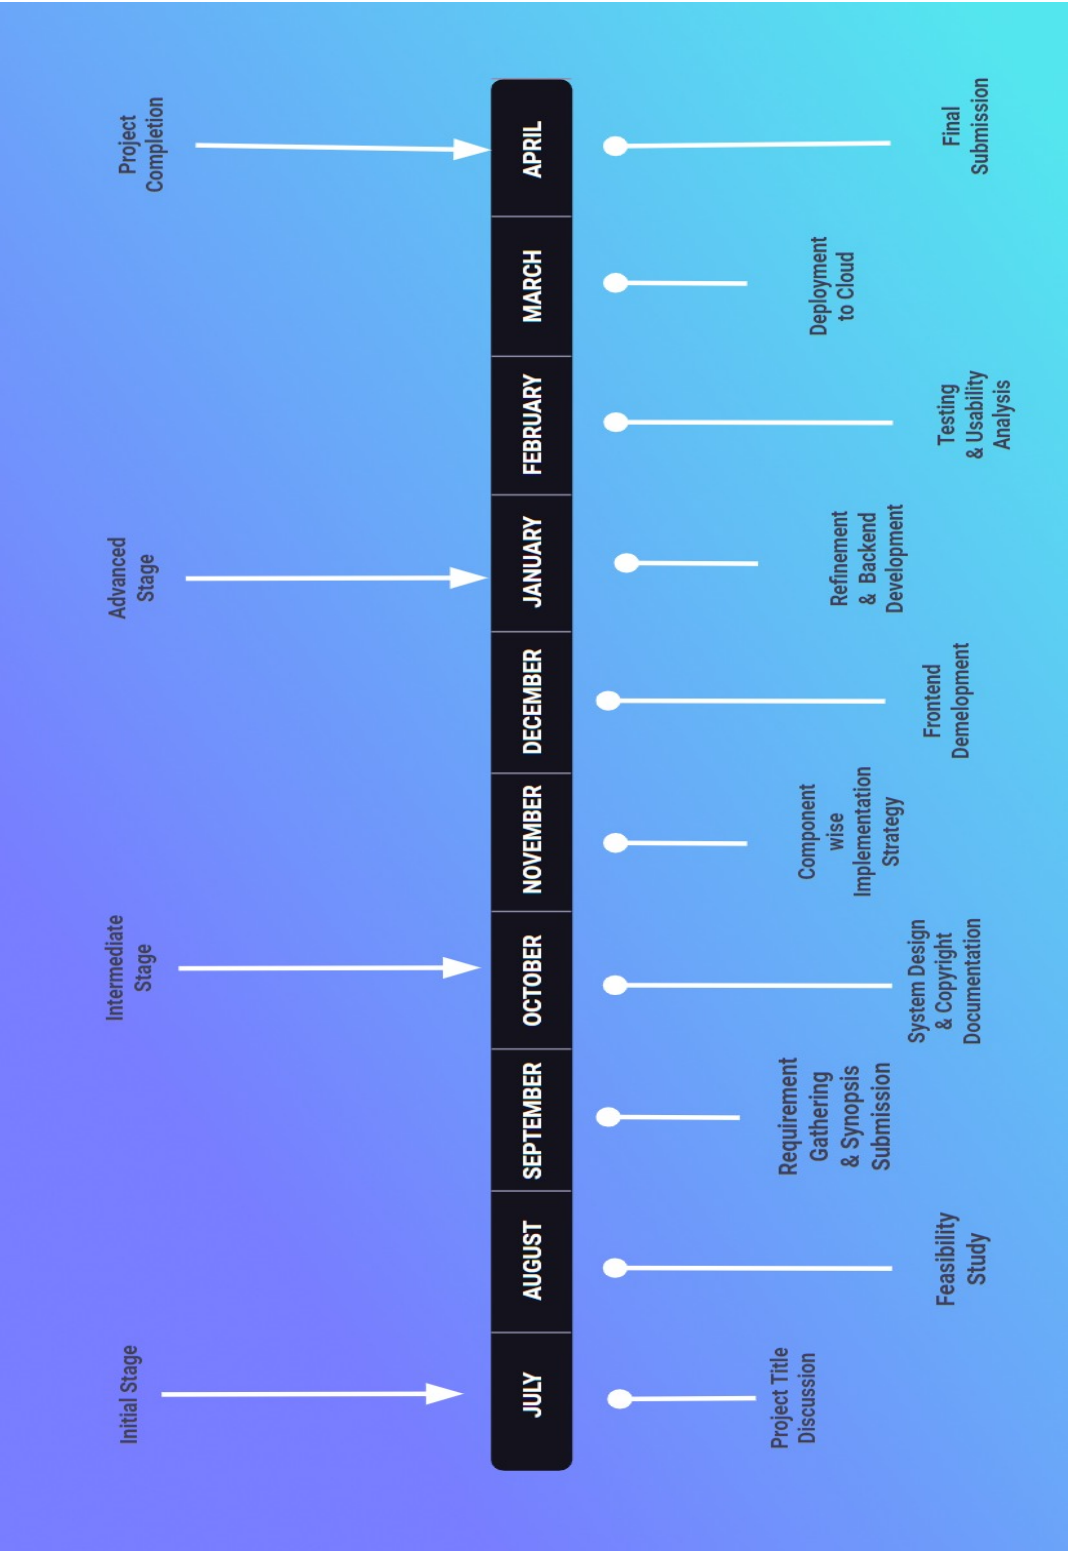 Initial Stage
Intermediate
Stage
Advanced
Stage
Project
Completion
JULY
AUGUST
SEPTEMBER
OCTOBER
NOVEMBER
DECEMBER
JANUARY
FEBRUARY
MARCH
APRIL
Project Title
Discussion
Feasibility
Study
Requirement
Gathering
& Synopsis
Submission
System Design
& Copyright
Documentation
Component
wise
Implementation
Strategy
Frontend
Demelopment
Refinement
& Backend
Development
Testing
& Usability
Analysis
Deployment
to Cloud
Final
Submission